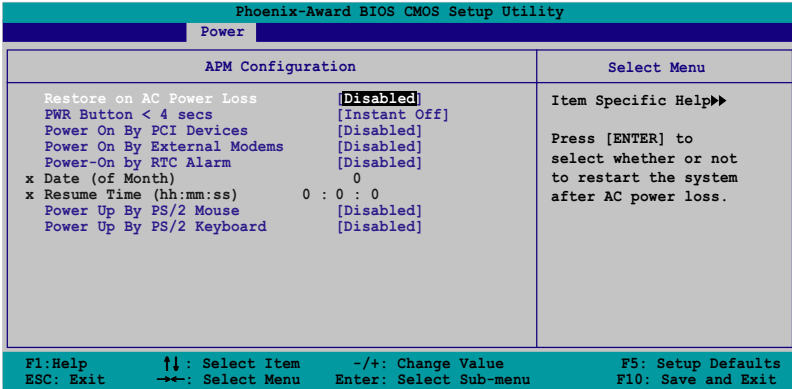 Phoenix-Award BIOS CMOS Setup Utility
Power
APM Configuration
Select Menu
Restore on AC Power Loss [Disabled]
PWR Button < 4 secs [Instant Off]
Power On By PCI Devices [Disabled]
Power On By External Modems [Disabled]
Power-On by RTC Alarm [Disabled]
x Date (of Month) 0
x Resume Time (hh:mm:ss) 0 : 0 : 0
Power Up By PS/2 Mouse [Disabled]
Power Up By PS/2 Keyboard [Disabled]
Item Specific Help
Press [ENTER] to
select whether or not
to restart the system
after AC power loss.
F1:Help ↑↓: Select Item -/+: Change Value F5: Setup Defaults
ESC: Exit →←: Select Menu Enter: Select Sub-menu F10: Save and Exit